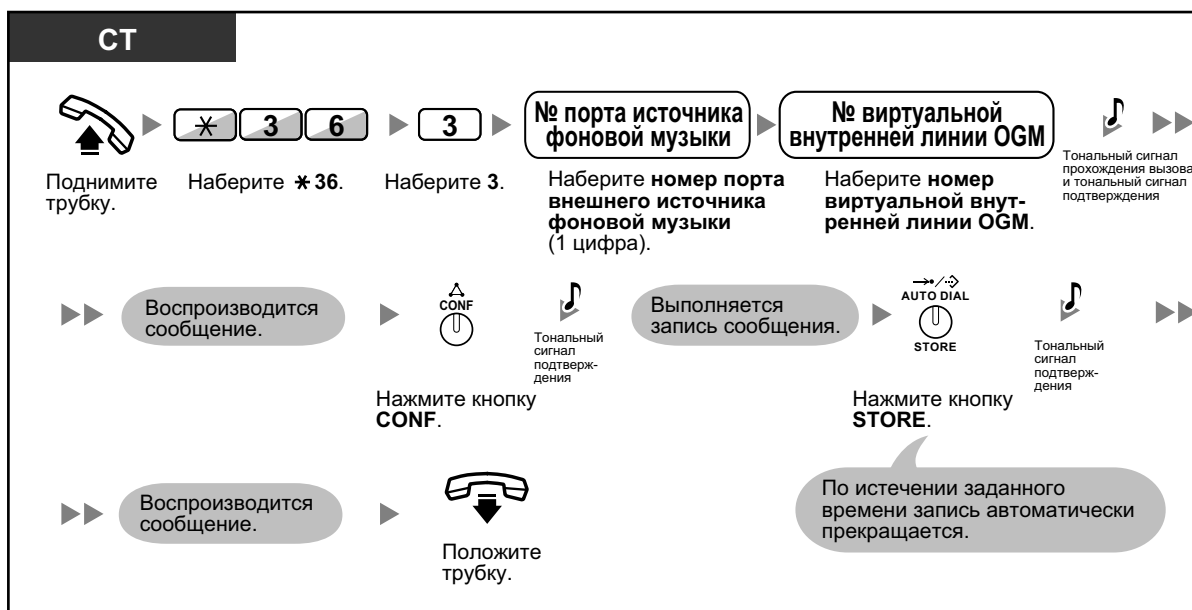 СТ
✳ 3 6
3
№ порта источника
фоновой музыки
№ виртуальной
внутренней линии OGM
Поднимите
трубку.
Наберите ✳36.
Наберите 3.
Наберите номер порта
внешнего источника
фоновой музыки
(1 цифра).
Наберите номер
виртуальной внут-
ренней линии OGM.
Тональный сигнал
прохождения вызова
и тональный сигнал
подтверждения
Воспроизводится
сообщение.
CONF
Нажмите кнопку
CONF.
Тональный
сигнал
подтверж-
дения
Выполняется
запись сообщения.
AUTO DIAL
STORE
Нажмите кнопку
STORE.
По истечении заданного
времени запись автоматически
прекращается.
Тональный
сигнал
подтверж-
дения
Воспроизводится
сообщение.
Положите
трубку.